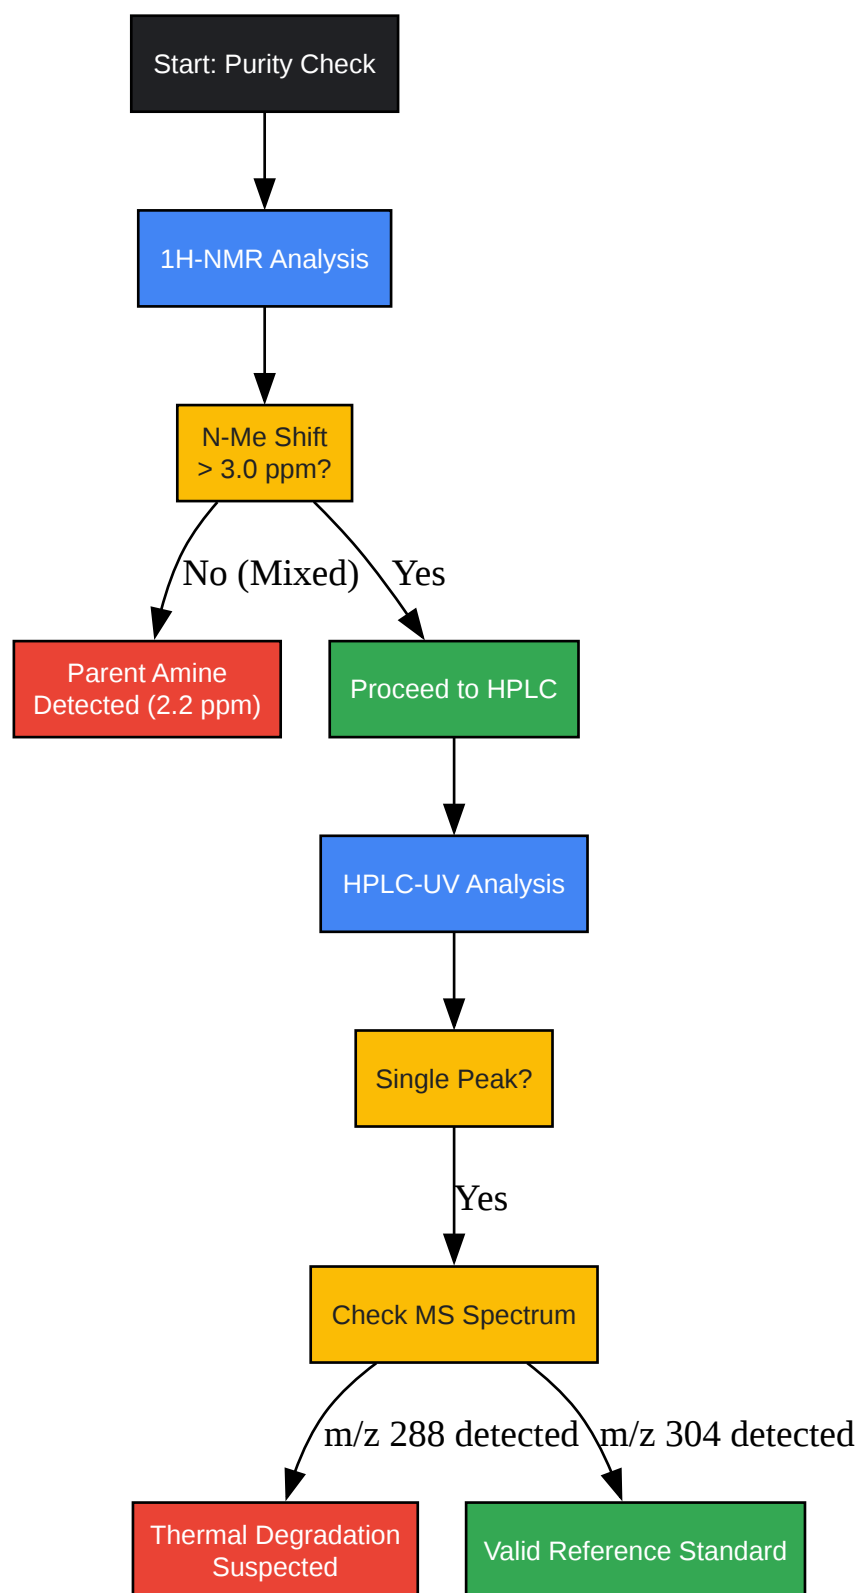 Start: Purity Check
1H-NMR Analysis
N-Me Shift
> 3.0 ppm?
No (Mixed)
Yes
Parent Amine
Detected (2.2 ppm)
Proceed to HPLC
HPLC-UV Analysis
Single Peak?
Yes
Check MS Spectrum
m/z 288 detected
m/z 304 detected
Thermal Degradation
Suspected
Valid Reference Standard